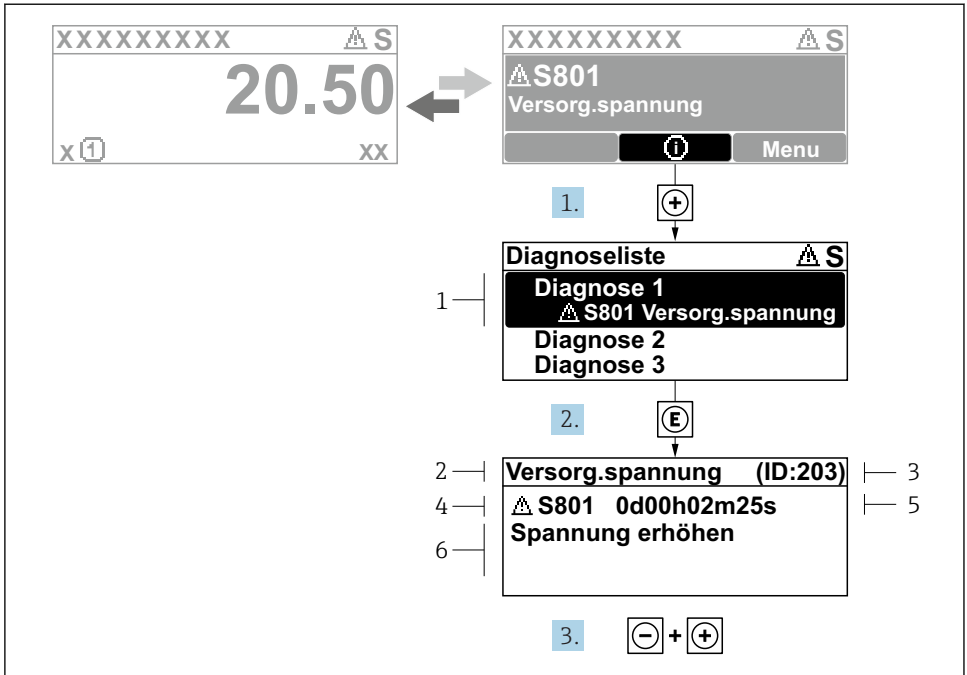 XXXXXXXXX ⚠ S
20.50
x ① xx
XXXXXXXXX ⚠ S
⚠ S801
Versorg.spannung
ⓘ Menu
1. ⊕
Diagnoseliste ⚠ S
1
Diagnose 1
⚠ S801 Versorg.spannung
Diagnose 2
Diagnose 3
2. Ⓔ
2 Versorg.spannung (ID:203) 3
4 ⚠ S801 0d00h02m25s 5
6 Spannung erhöhen
3. ⊖ + ⊕